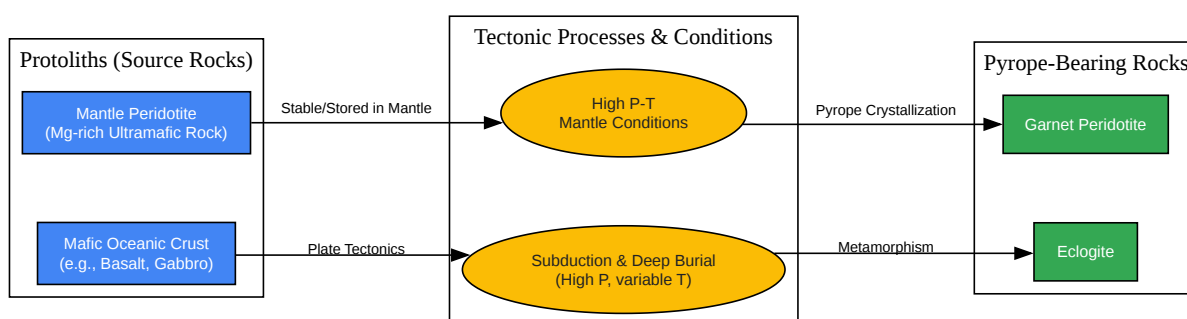 Protoliths (Source Rocks)
Mantle Peridotite
(Mg-rich Ultramafic Rock)
Mafic Oceanic Crust
(e.g., Basalt, Gabbro)
Stable/Stored in Mantle
Plate Tectonics
Tectonic Processes & Conditions
High P-T
Mantle Conditions
Subduction & Deep Burial
(High P, variable T)
Pyrope Crystallization
Metamorphism
Pyrope-Bearing Rocks
Garnet Peridotite
Eclogite